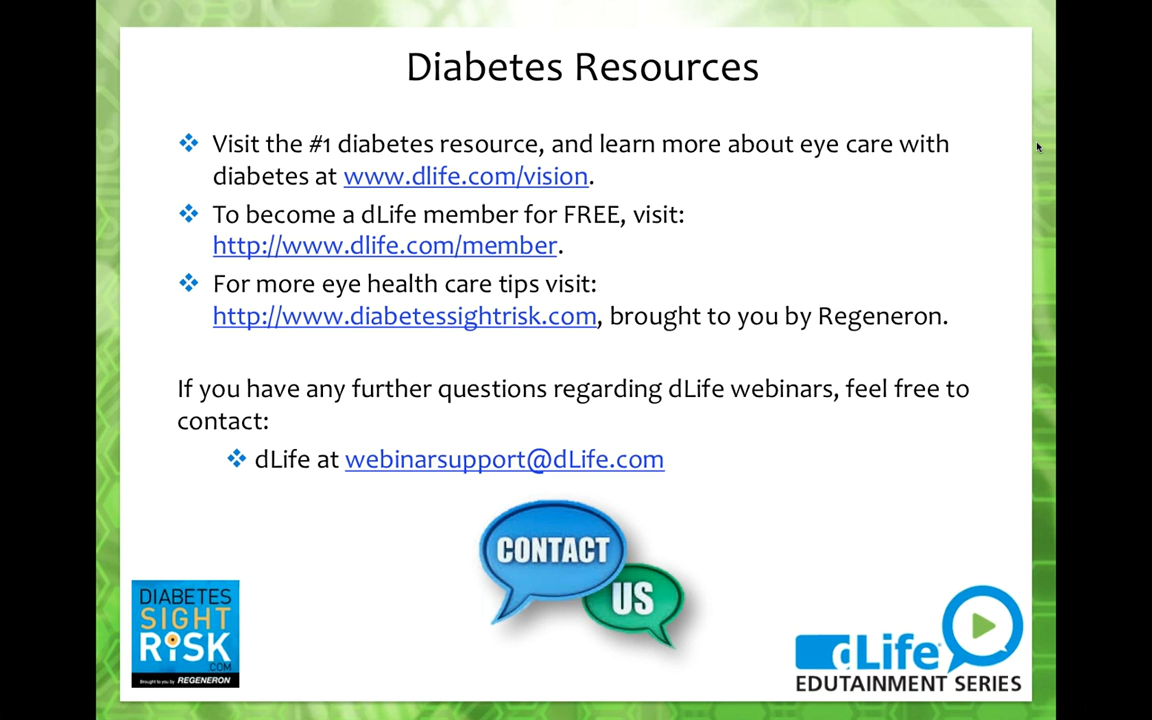 Diabetes Resources
Visit the #1 diabetes resource, and learn more about eye care with
diabetes at www.dlife.com/vision.
To become a dLife member for FREE, visit:
http://www.dlife.com/member.
For more eye health care tips visit:
http://www.diabetessightrisk.com, brought to you by Regeneron.
If you have any further questions regarding dLife webinars, feel free to
contact:
dLife at webinarsupport@dLife.com
CONTACT
US
DIABETES
SIGHT
RISK
.COM
Brought to you by REGENERON
dLife
EDUTAINMENT SERIES